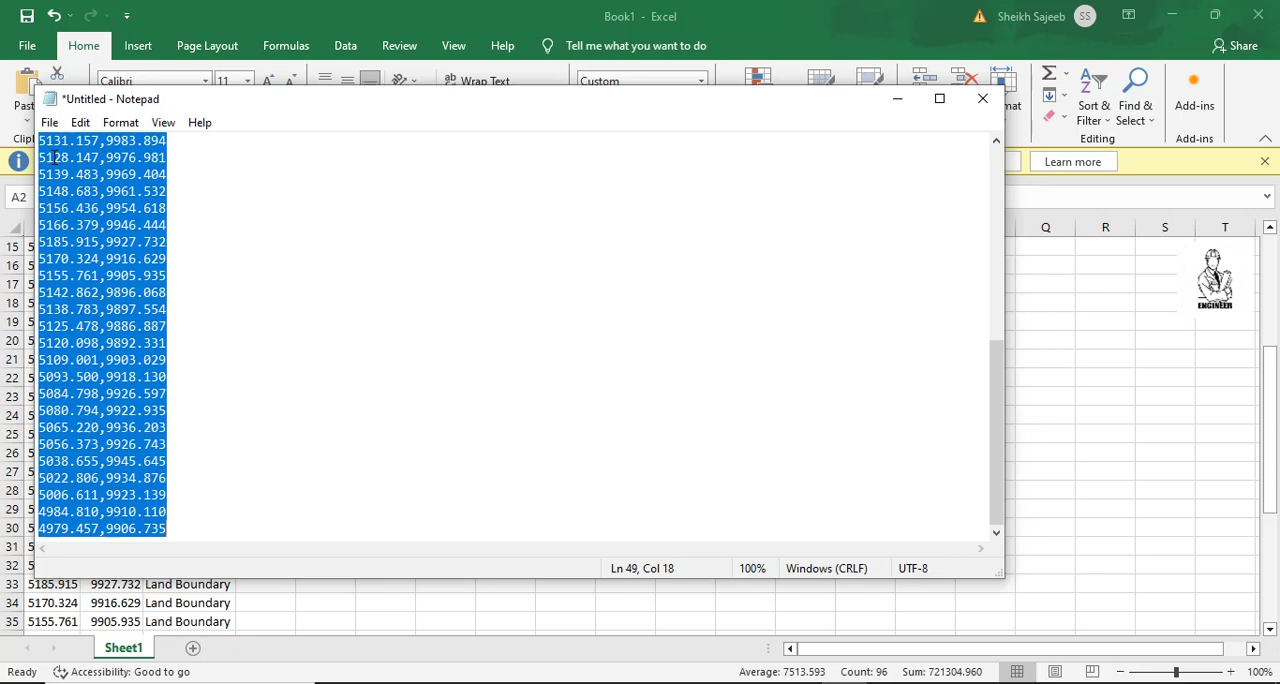 Book1 - Excel
Sheikh Sajeeb SS
File Home Insert Page Layout Formulas Data Review View Help Tell me what you want to do Share
Calibri 11 Wrap Text Custom
Sort & Filter Find & Select Add-ins
Editing Add-ins
*Untitled - Notepad
File Edit Format View Help
Learn more
A2
Q R S T
5131.157,9983.894
5128.147,9976.981
5139.483,9969.404
5148.683,9961.532
5156.436,9954.618
5166.379,9946.444
5185.915,9927.732
5170.324,9916.629
5155.761,9905.935
5142.862,9896.068
5138.783,9897.554
5125.478,9886.887
5120.098,9892.331
5109.001,9903.029
5093.500,9918.130
5084.798,9926.597
5080.794,9922.935
5065.220,9936.203
5056.373,9926.743
5038.655,9945.645
5022.806,9934.876
5006.611,9923.139
4984.810,9910.110
4979.457,9906.735
Ln 49, Col 18 100% Windows (CRLF) UTF-8
ENGINEER
15
16
17
18
19
20
21
22
23
24
25
26
27
28
29
30
31
32
33 5185.915 9927.732 Land Boundary
34 5170.324 9916.629 Land Boundary
35 5155.761 9905.935 Land Boundary
Sheet1
Ready Accessibility: Good to go Average: 7513.593 Count: 96 Sum: 721304.960 100%